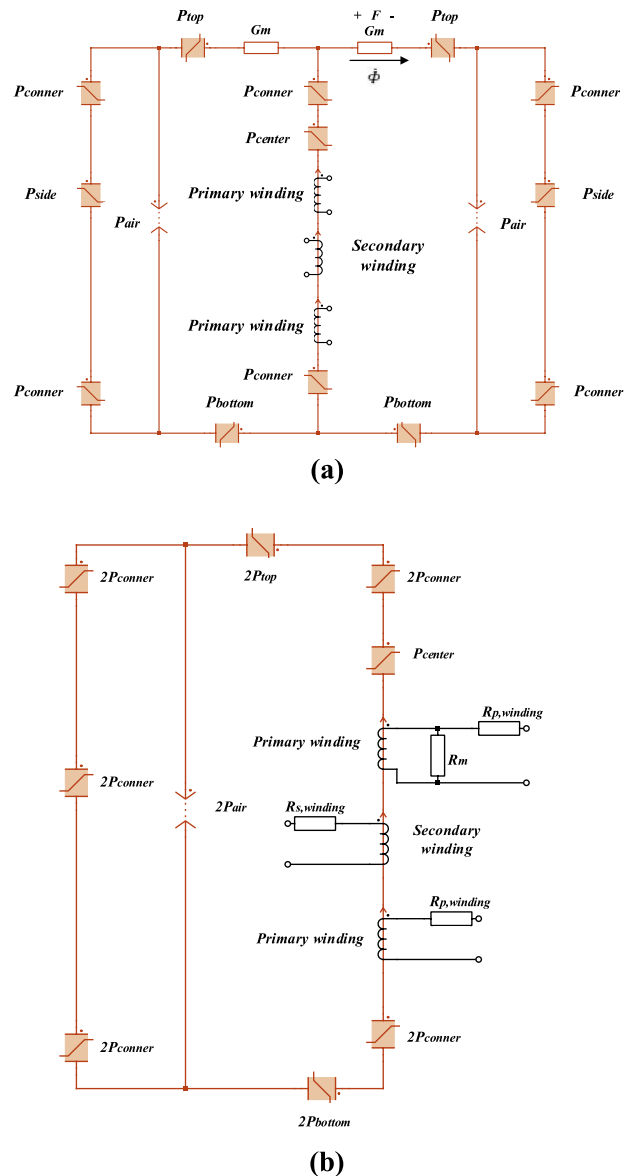 Ptop
Gm
+ F -
Gm
Ptop
Φ̇
Pconner
Pconner
Pconner
Pcenter
Pside
Primary winding
Pside
Pair
Secondary
winding
Pair
Primary winding
Pconner
Pconner
Pconner
Pbottom
Pbottom
(a)
2Pconner
2Ptop
2Pconner
Pcenter
Rp,winding
Primary winding
Rm
2Pconner
2Pair
Rs,winding
Secondary
winding
Rp,winding
Primary winding
2Pconner
2Pconner
2Pbottom
(b)